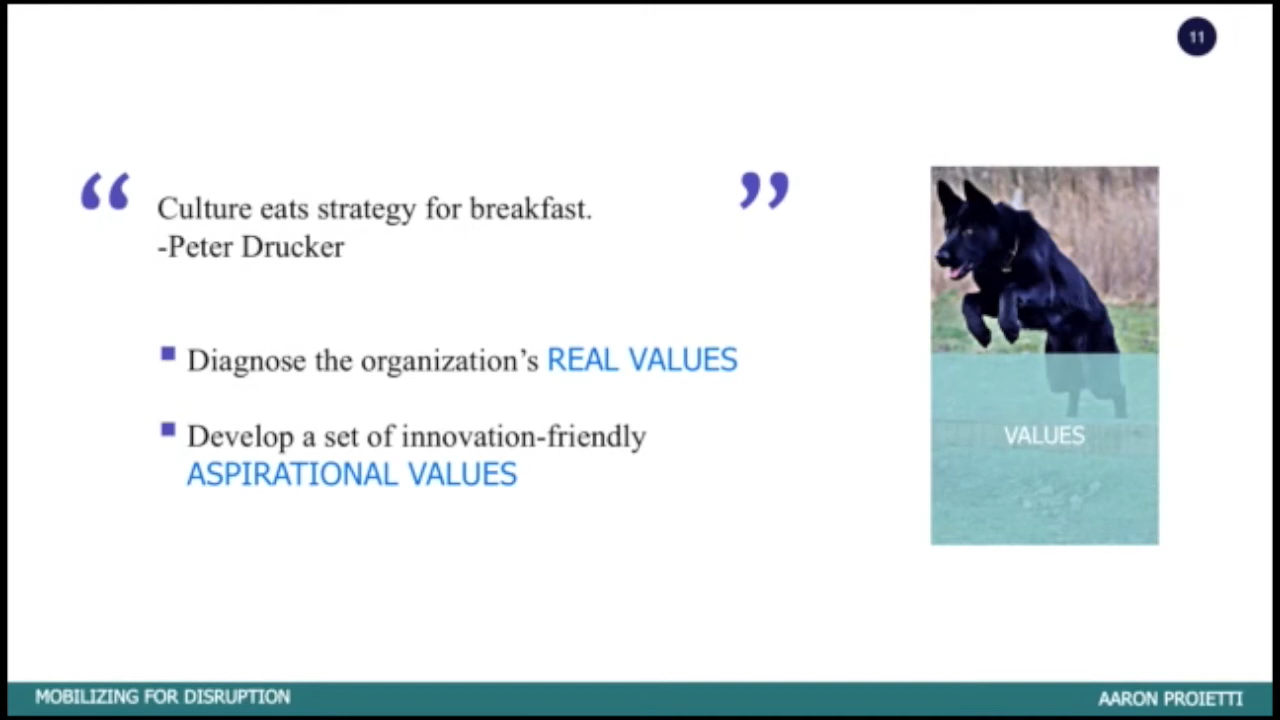 11
“ Culture eats strategy for breakfast. ”
-Peter Drucker
Diagnose the organization’s REAL VALUES
Develop a set of innovation-friendly
ASPIRATIONAL VALUES
VALUES
MOBILIZING FOR DISRUPTION
AARON PROIETTI